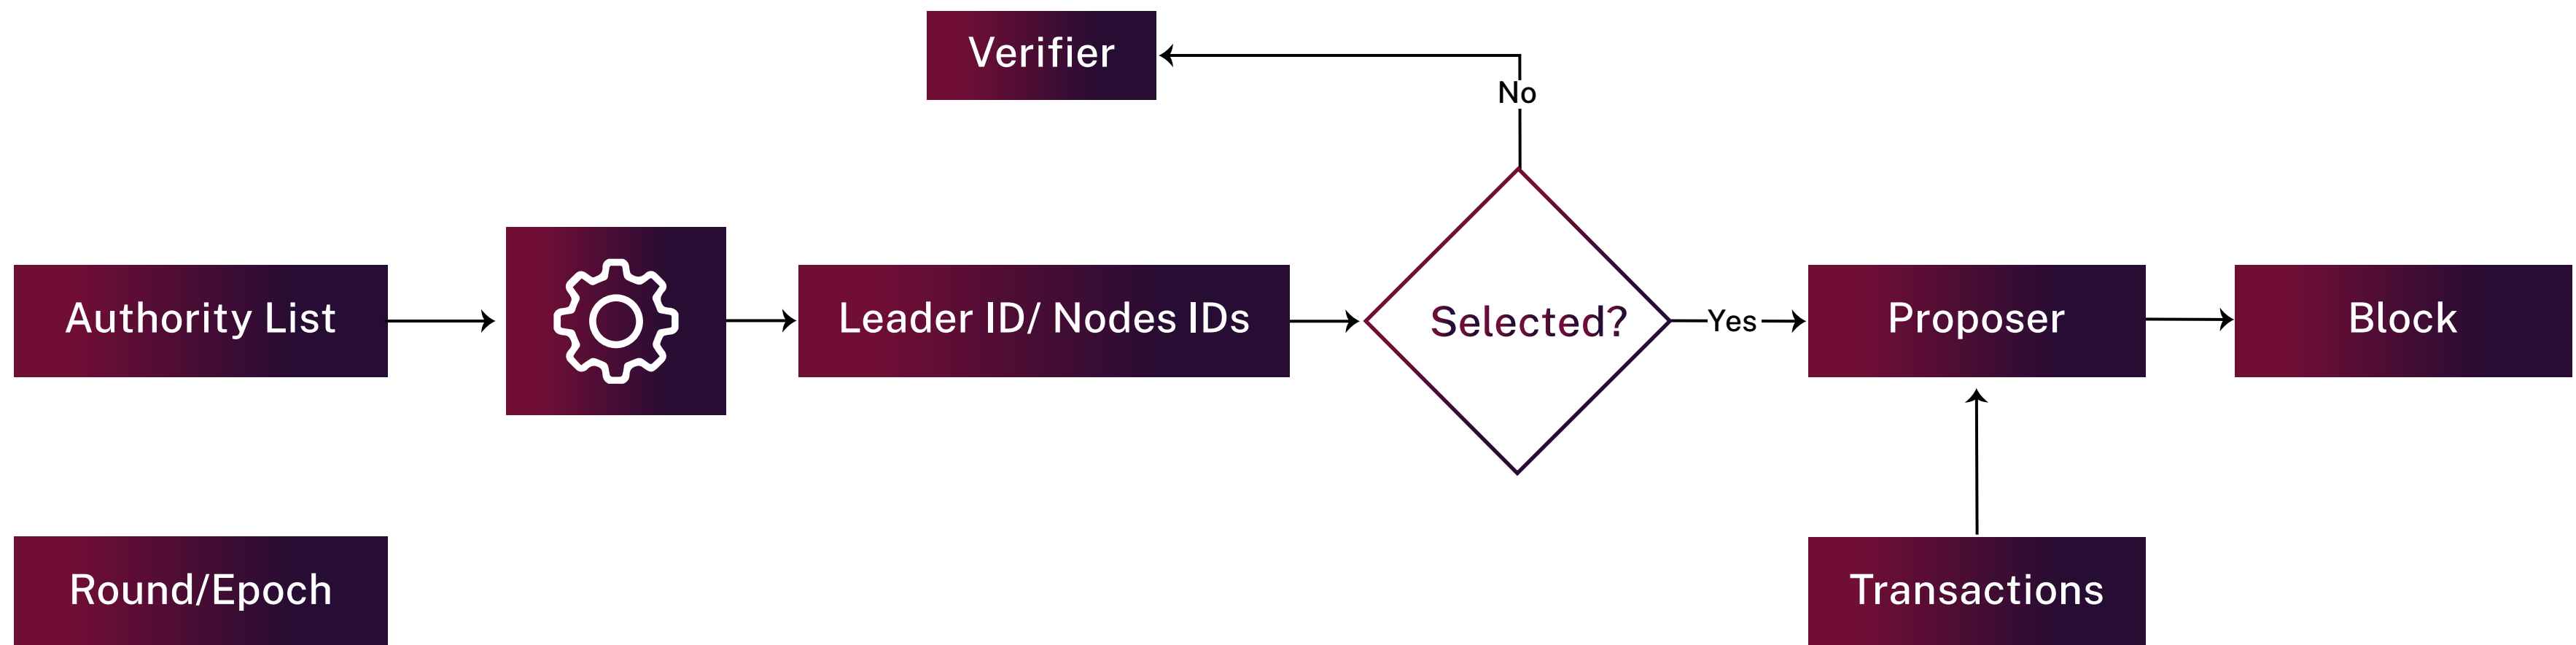 Verifier
No
Authority List
Leader ID/ Nodes IDs
Selected?
Yes
Proposer
Block
Round/Epoch
Transactions